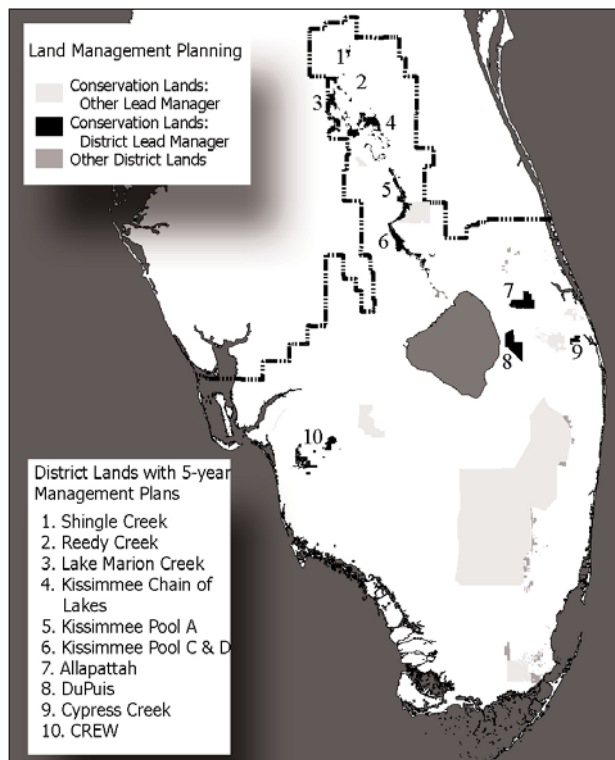 Land Management Planning
Conservation Lands:
Other Lead Manager
Conservation Lands:
District Lead Manager
Other District Lands
1
2
3
4
5
6
7
8
9
10
District Lands with 5-year
Management Plans
1. Shingle Creek
2. Reedy Creek
3. Lake Marion Creek
4. Kissimmee Chain of
Lakes
5. Kissimmee Pool A
6. Kissimmee Pool C & D
7. Allapattah
8. DuPuis
9. Cypress Creek
10. CREW